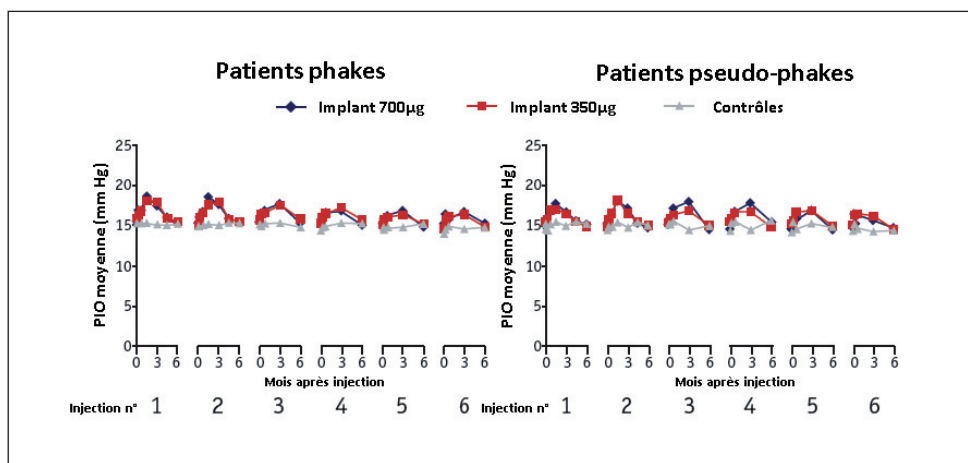 Patients phakes
Patients pseudo-phakes
Implant 700µg
Implant 350µg
Contrôles
PIO moyenne (mm Hg)
25
20
15
10
5
0
0 3 6 0 3 6 0 3 6 0 3 6 0 3 6 0 3 6
Mois après injection
Injection n° 1 2 3 4 5 6
PIO moyenne (mm Hg)
25
20
15
10
5
0
0 3 6 0 3 6 0 3 6 0 3 6 0 3 6 0 3 6
Mois après injection
Injection n° 1 2 3 4 5 6